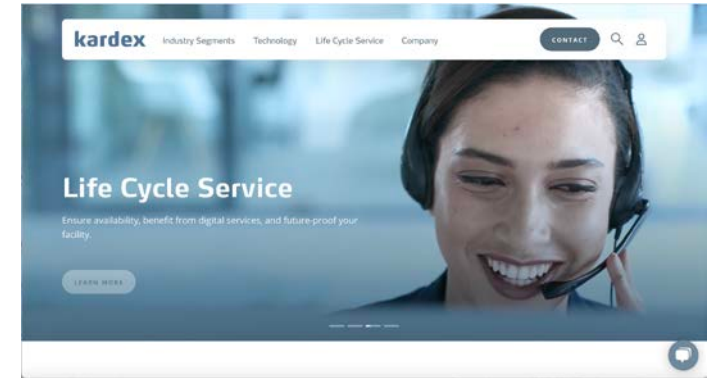 kardex
Industry Segments
Technology
Life Cycle Service
Company
CONTACT
Life Cycle Service
Ensure availability, benefit from digital services, and future-proof your
facility.
LEARN MORE